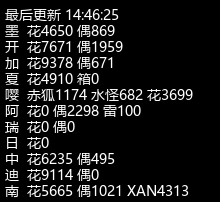 最后更新 14:46:25
墨 花4650 偶869
开 花7671 偶1959
加 花9378 偶671
夏 花4910 箱0
嘤 赤狐1174 水怪682 花3699
阿 花0 偶2298 雷100
瑞 花0 偶0
日 花0
中 花6235 偶495
迪 花9114 偶0
南 花5665 偶1021 XAN4313